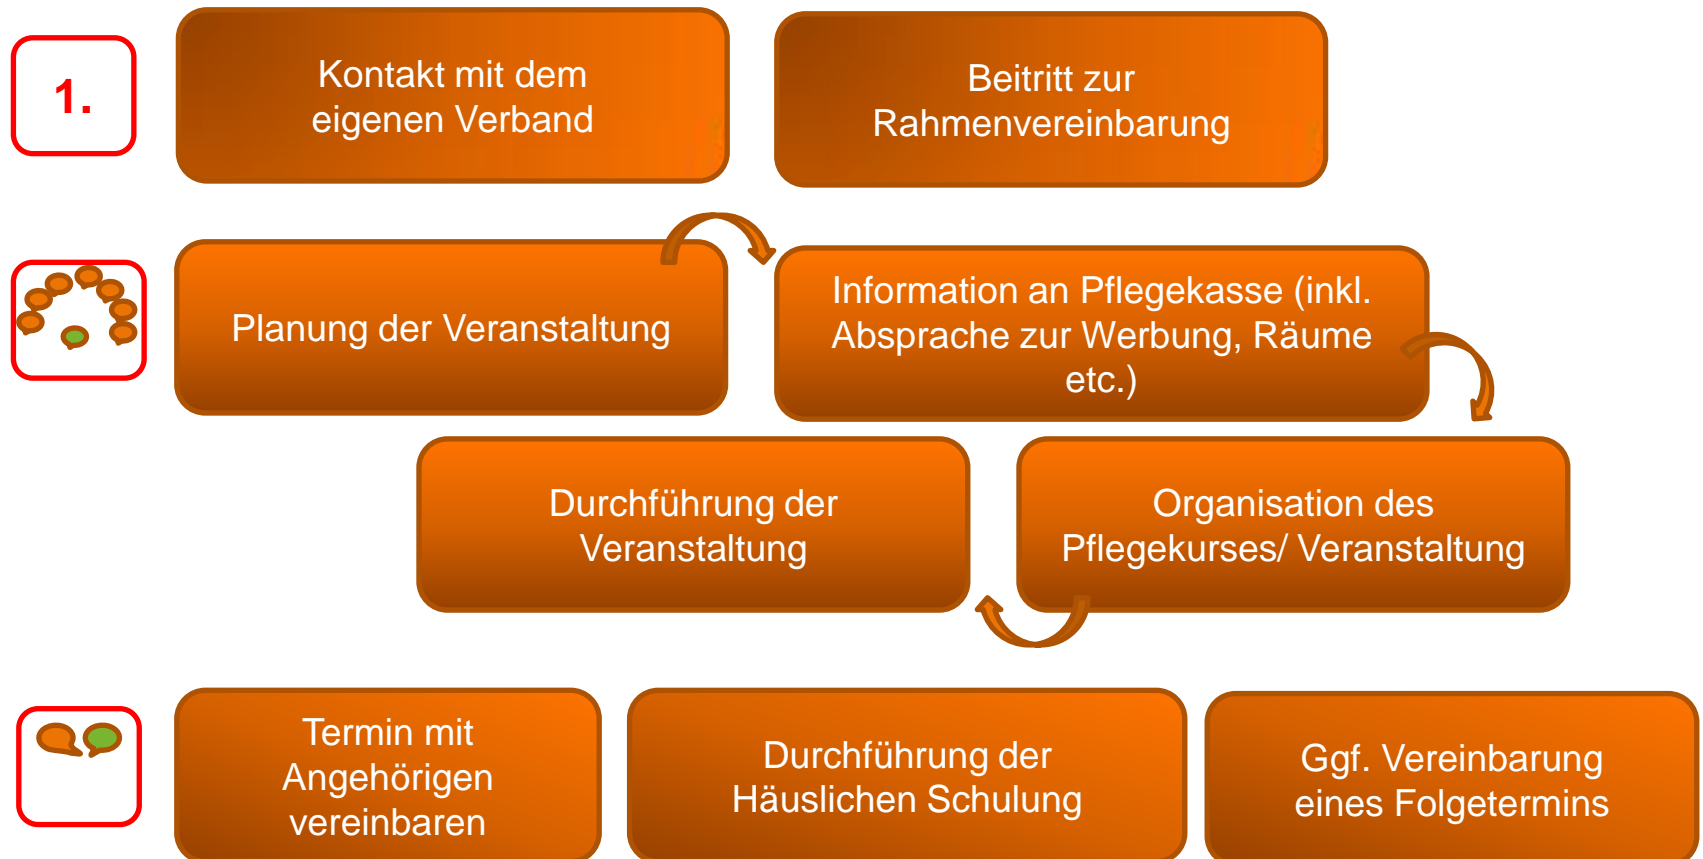 1.
Kontakt mit dem
eigenen Verband
Beitritt zur
Rahmenvereinbarung
Planung der Veranstaltung
Information an Pflegekasse (inkl.
Absprache zur Werbung, Räume
etc.)
Durchführung der
Veranstaltung
Organisation des
Pflegekurses/ Veranstaltung
Termin mit
Angehörigen
vereinbaren
Durchführung der
Häuslichen Schulung
Ggf. Vereinbarung
eines Folgetermins